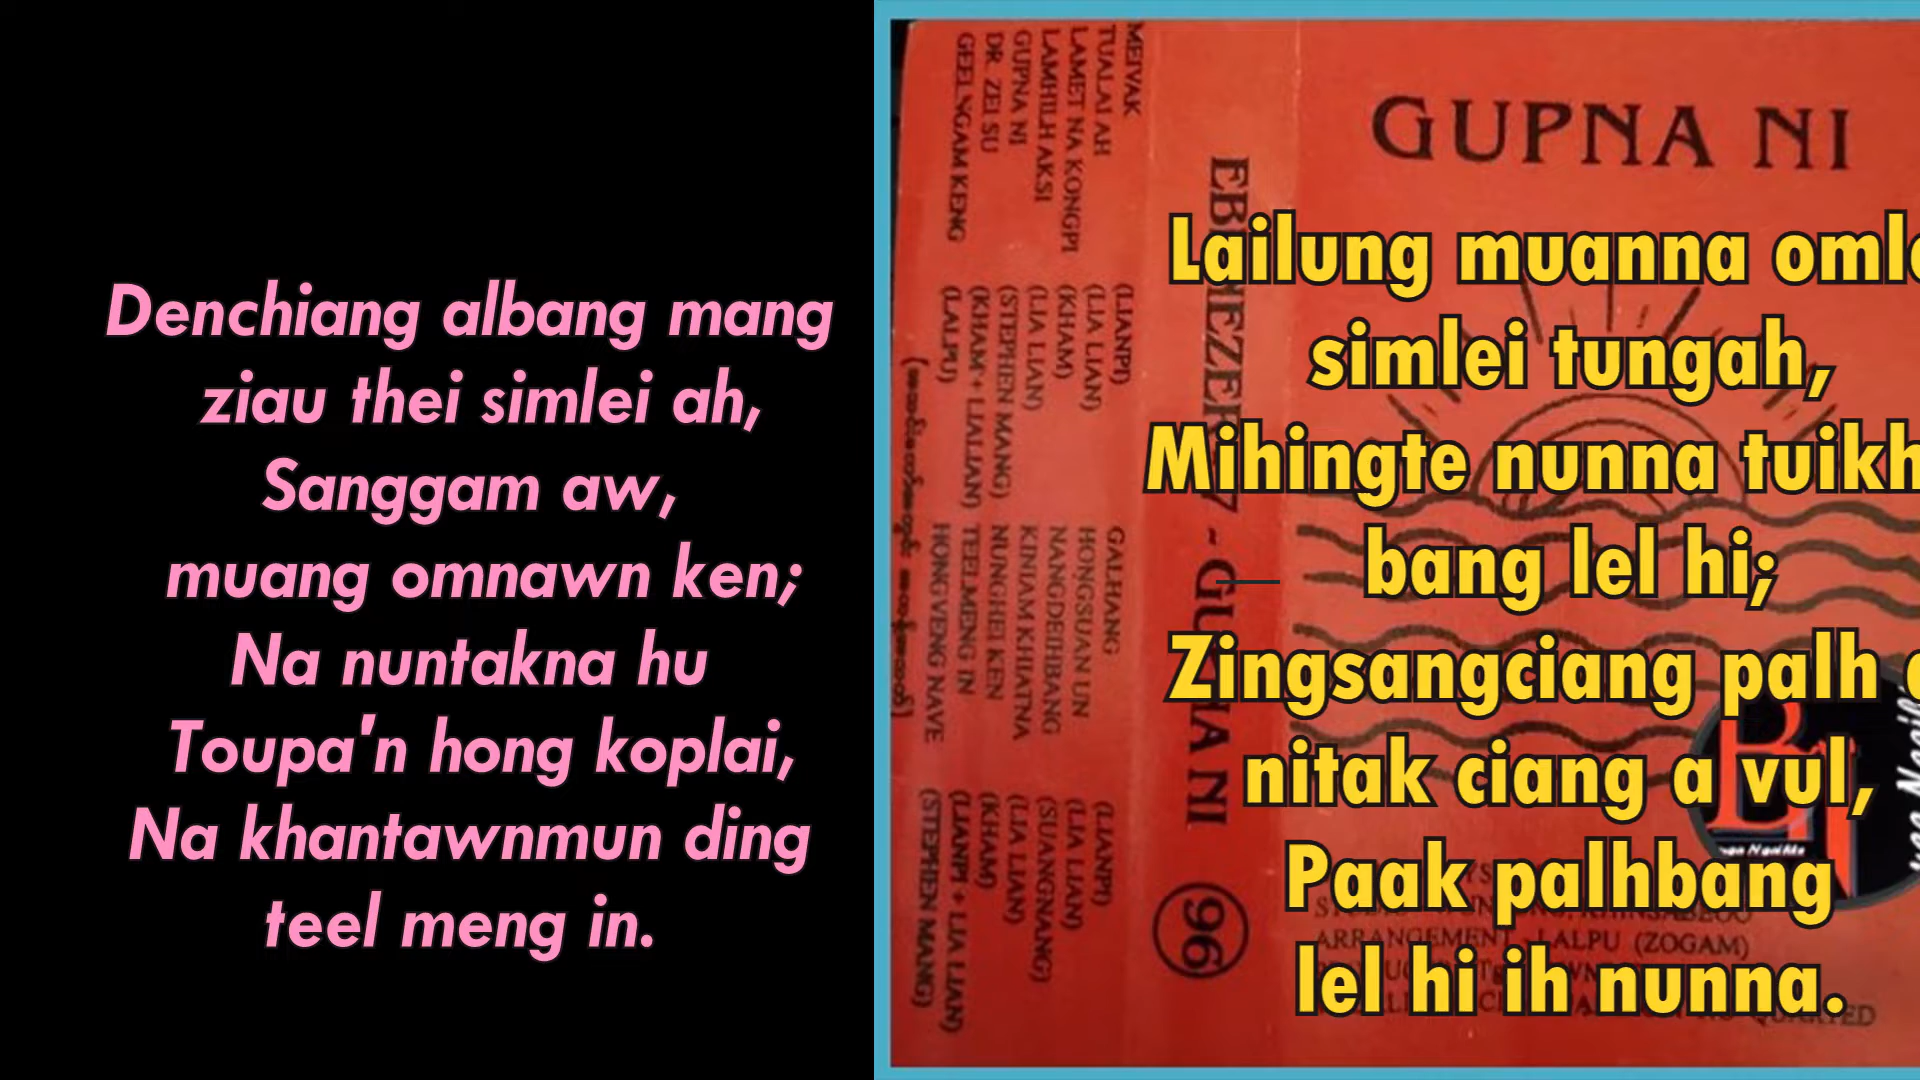 Denchiang albang mang
ziau thei simlei ah,
Sanggam aw,
muang omnawn ken;
Na nuntakna hu
Toupa'n hong koplai,
Na khantawnmun ding
teel meng in.
GUPNA NI
Lailung muanna
simlei tungah,
Mihingte nunna
bang lel hi;
Zingsangciang palh
nitak ciang a vul,
Paak palhbang
lel hi ih nunna.
MEIVAK
TUALAI AH
LAMET NA KONGPI
LAMHILH AKSI
GUPNA NI
DR. ZEI SU
GEEL NGAM KENG
(LIANPI)
(LIA LIAN)
(KHAM)
(LIA LIAN)
(STEPHEN MANG)
(KHAM + LIA LIAN)
(LALPU)
GALHANG
HONGSUAN UN
NANGDEIHBANG
KINIAM KHIATNA
NUNGHEI KEN
TEELMENG IN
HONGVENG NAVE
(LIANPI)
(LIA LIAN)
(SUANGNANG)
(LIA LIAN)
(KHAM)
(LIANPI + LIA LIAN)
(STEPHEN MANG)
96
ARRANGEMENT - LALPU (ZOGAM)